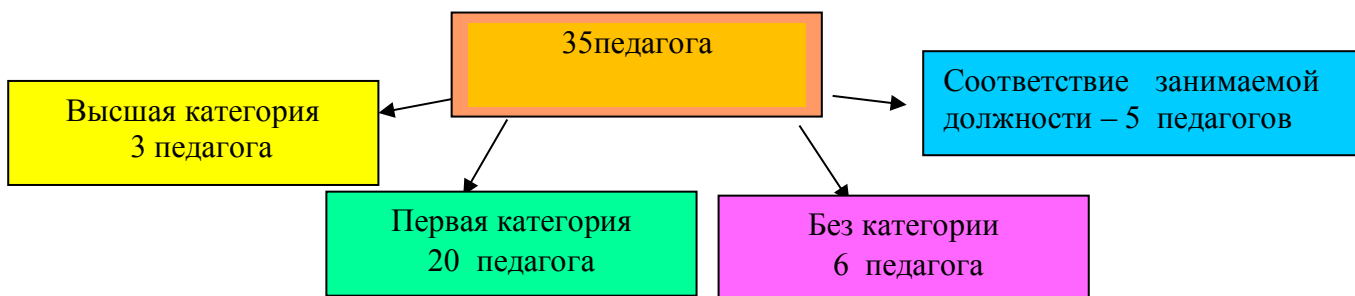 35педагога
Высшая категория
3 педагога
Соответствие занимаемой
должности – 5 педагогов
Первая категория
20 педагога
Без категории
6 педагога